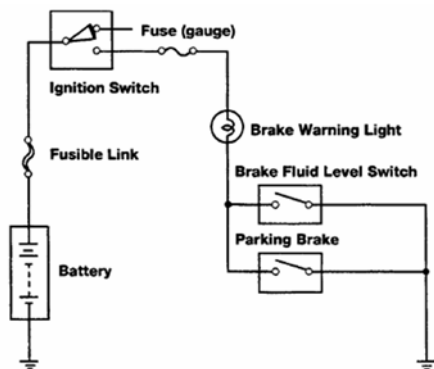 Fuse (gauge)
Ignition Switch
Brake Warning Light
Fusible Link
Brake Fluid Level Switch
Parking Brake
Battery